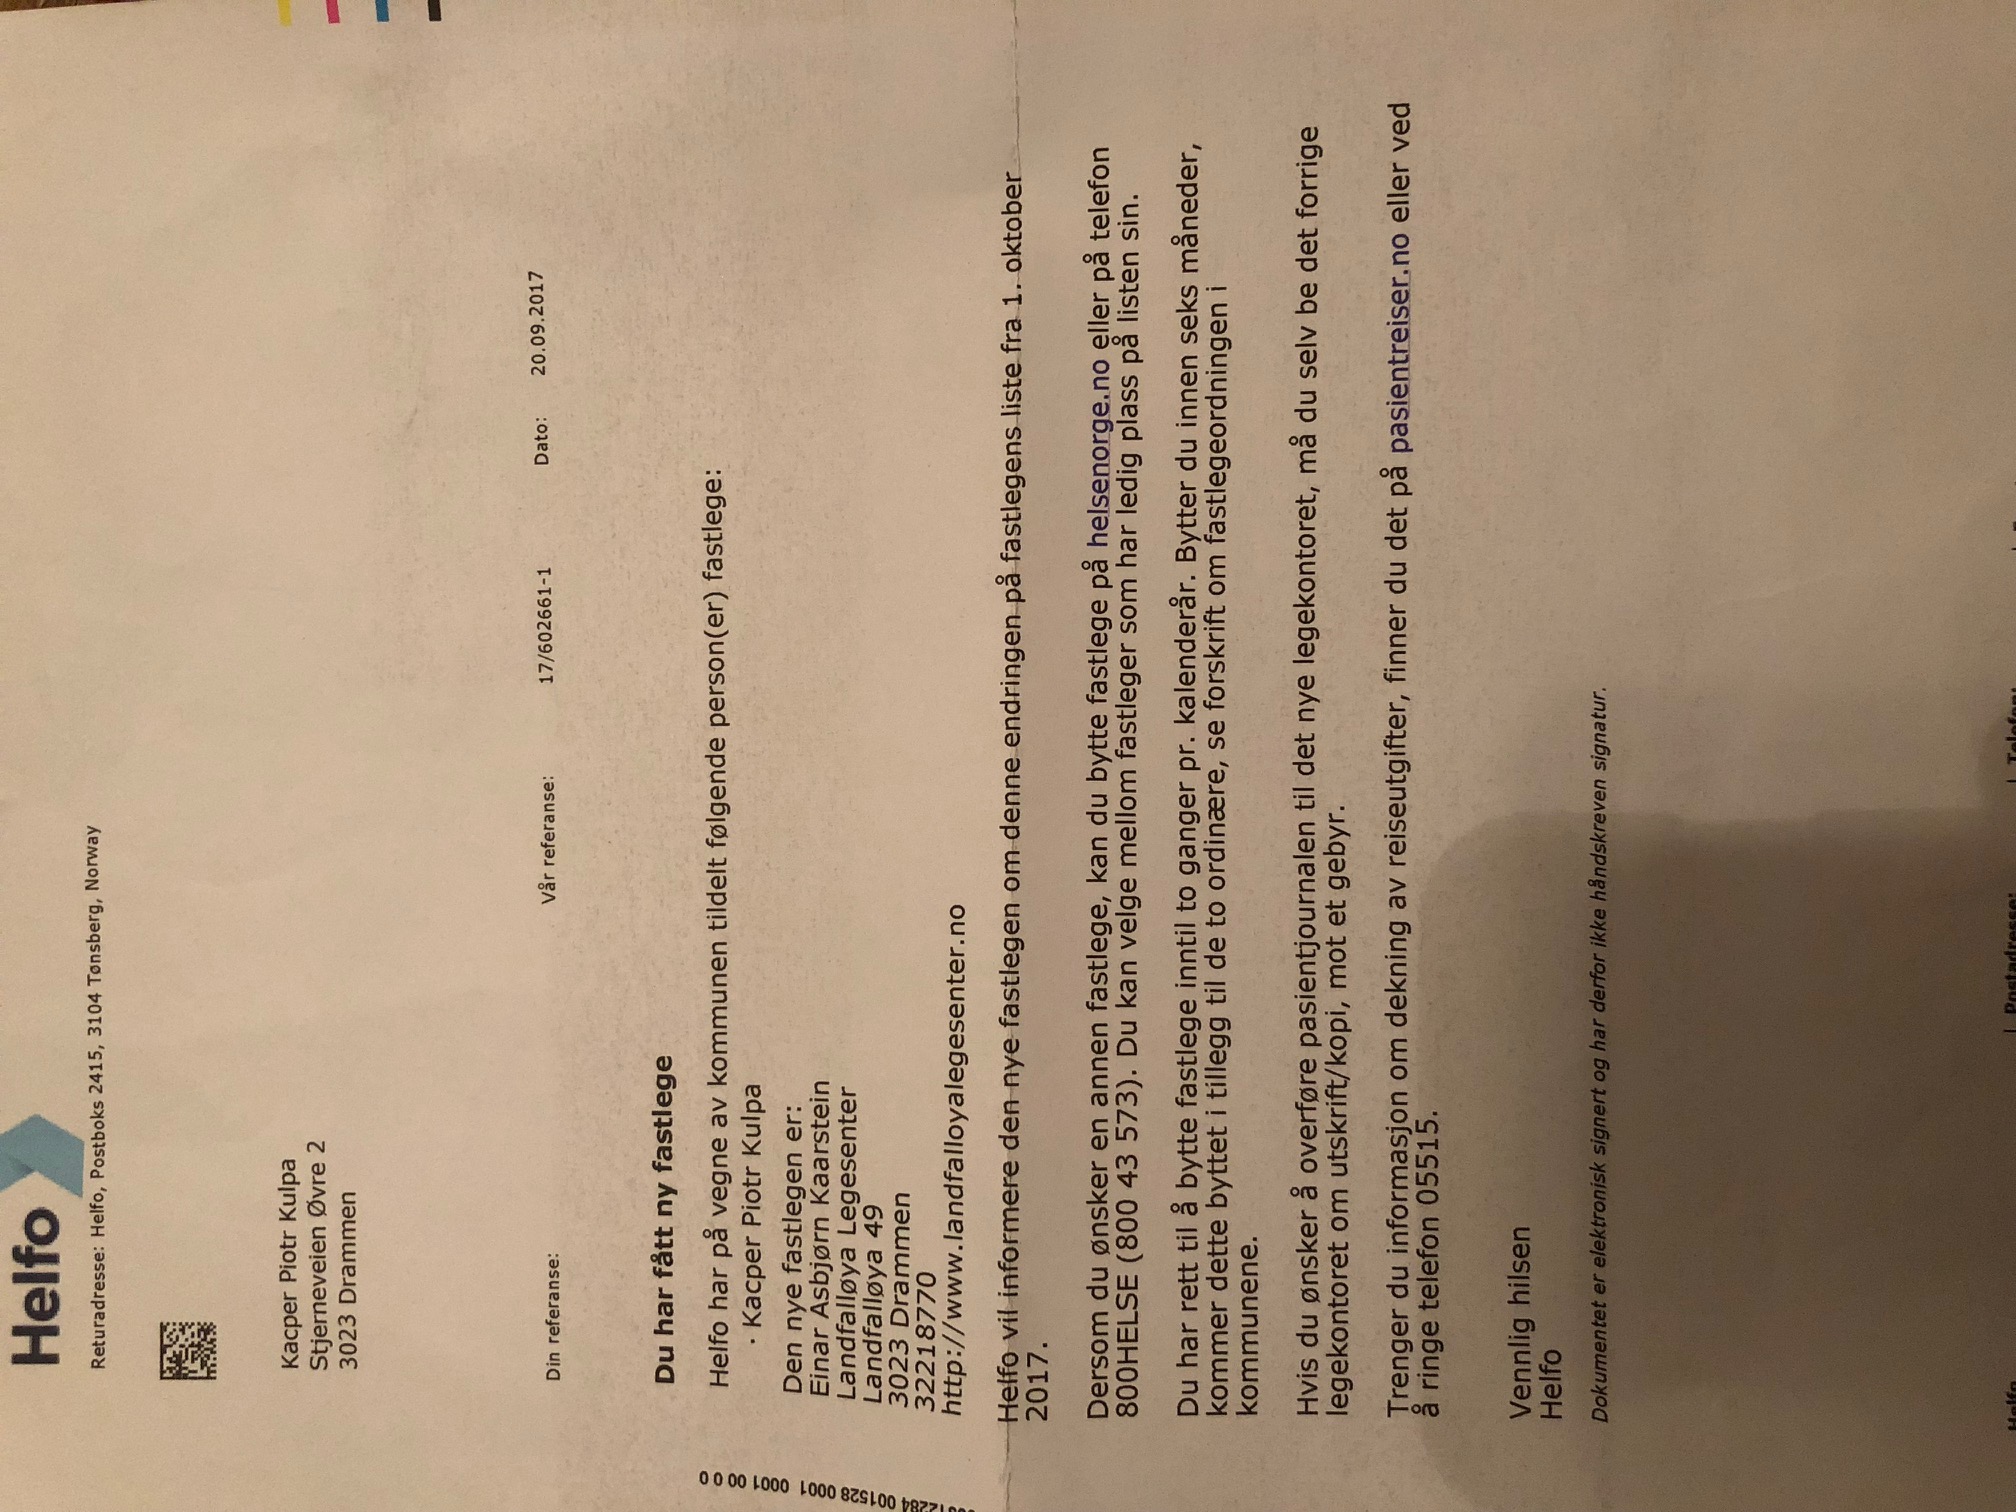 Helfo
Returadresse: Helfo, Postboks 2415, 3104 Tønsberg, Norway
Kacper Piotr Kulpa
Stjerneveien Øvre 2
3023 Drammen
Din referanse: Vår referanse: 17/602661-1 Dato: 20.09.2017
Du har fått ny fastlege
Helfo har på vegne av kommunen tildelt følgende person(er) fastlege:
· Kacper Piotr Kulpa
Den nye fastlegen er:
Einar Asbjørn Kaarstein
Landfalløya Legesenter
Landfalløya 49
3023 Drammen
32218770
http://www.landfalloyalegesenter.no
Helfo vil informere den nye fastlegen om denne endringen på fastlegens liste fra 1. oktober
2017.
Dersom du ønsker en annen fastlege, kan du bytte fastlege på helsenorge.no eller på telefon
800HELSE (800 43 573). Du kan velge mellom fastleger som har ledig plass på listen sin.
Du har rett til å bytte fastlege inntil to ganger pr. kalenderår. Bytter du innen seks måneder,
kommer dette byttet i tillegg til de to ordinære, se forskrift om fastlegeordningen i
kommunene.
Hvis du ønsker å overføre pasientjournalen til det nye legekontoret, må du selv be det forrige
legekontoret om utskrift/kopi, mot et gebyr.
Trenger du informasjon om dekning av reiseutgifter, finner du det på pasientreiser.no eller ved
å ringe telefon 05515.
Vennlig hilsen
Helfo
Dokumentet er elektronisk signert og har derfor ikke håndskreven signatur.
001528 0001 0001 00 0 0
Helfo Postadresse: Telefon: